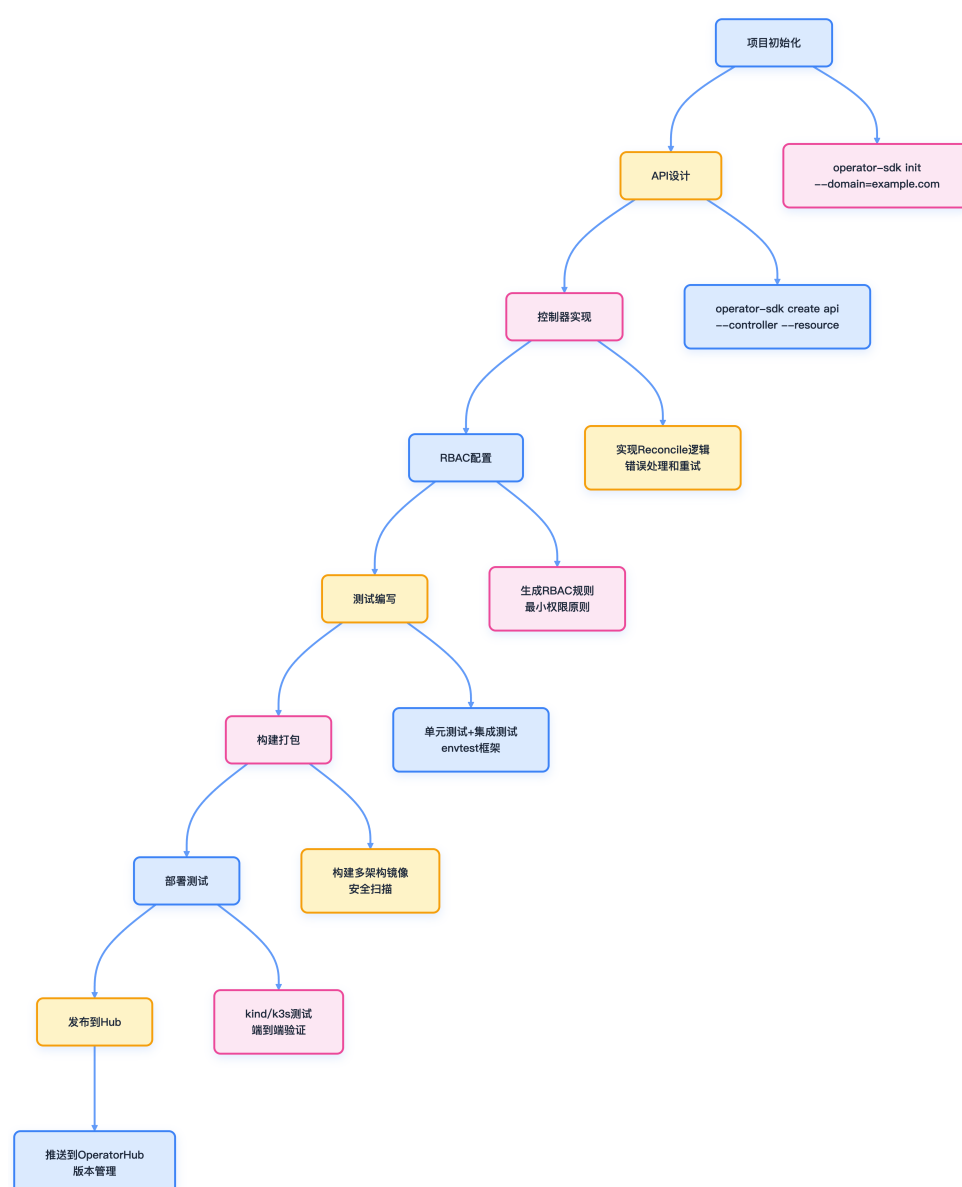 项目初始化
operator-sdk init
--domain=example.com
API设计
operator-sdk create api
--controller --resource
控制器实现
实现Reconcile逻辑
错误处理和重试
RBAC配置
生成RBAC规则
最小权限原则
测试编写
单元测试+集成测试
envtest框架
构建打包
构建多架构镜像
安全扫描
部署测试
kind/k3s测试
端到端验证
发布到Hub
推送到OperatorHub
版本管理